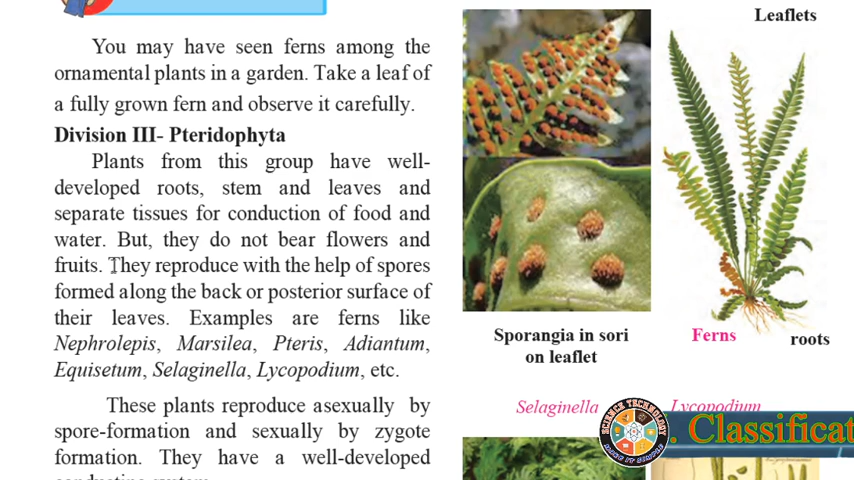 You may have seen ferns among the
ornamental plants in a garden. Take a leaf of
a fully grown fern and observe it carefully.
Division III- Pteridophyta
Plants from this group have well-
developed roots, stem and leaves and
separate tissues for conduction of food and
water. But, they do not bear flowers and
fruits. They reproduce with the help of spores
formed along the back or posterior surface of
their leaves. Examples are ferns like
Nephrolepis, Marsilea, Pteris, Adiantum,
Equisetum, Selaginella, Lycopodium, etc.
These plants reproduce asexually by
spore-formation and sexually by zygote
formation. They have a well-developed
Leaflets
Sporangia in sori
on leaflet
Ferns
roots
Selaginella
Lycopodium
SCIENCE TECHNOLOGY
MAKE IT SIMPLE
. Classificat